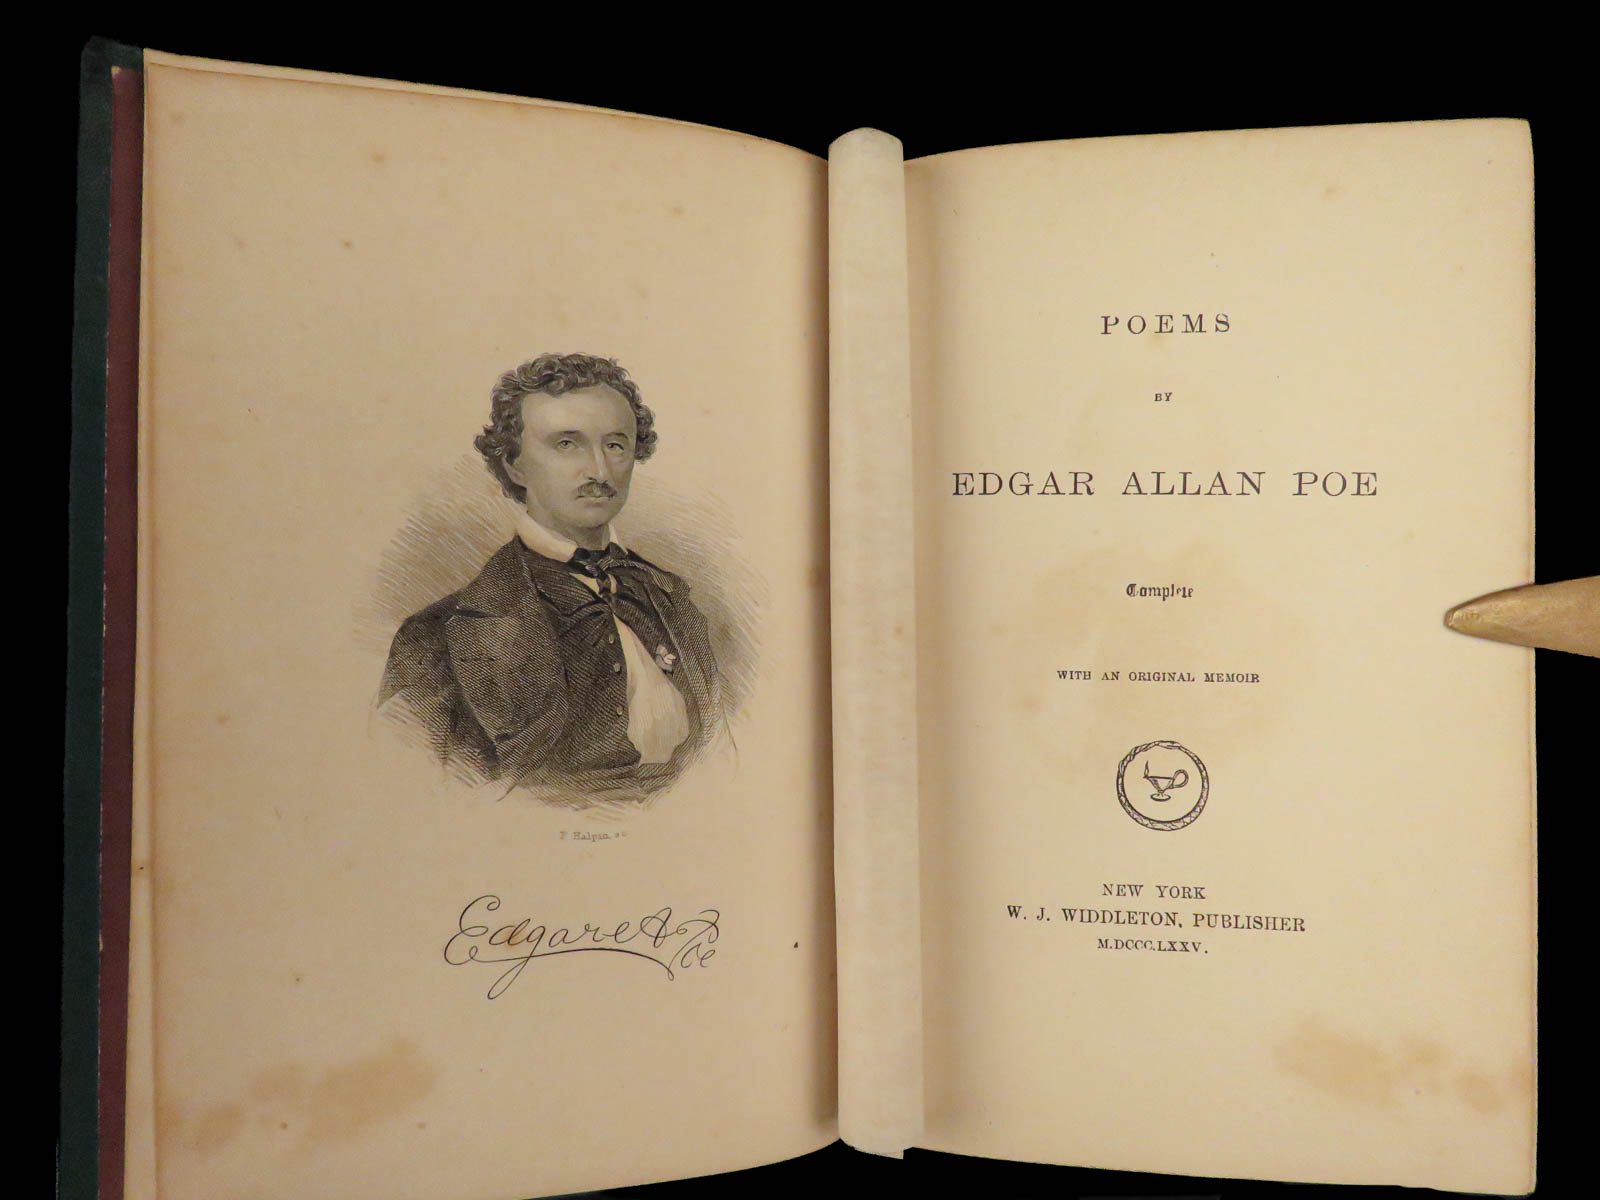 F Halpin, sc
Edgar A Poe
POEMS
BY
EDGAR ALLAN POE
Complete
WITH AN ORIGINAL MEMOIR
NEW YORK
W. J. WIDDLETON, PUBLISHER
M.DCCC.LXXV.